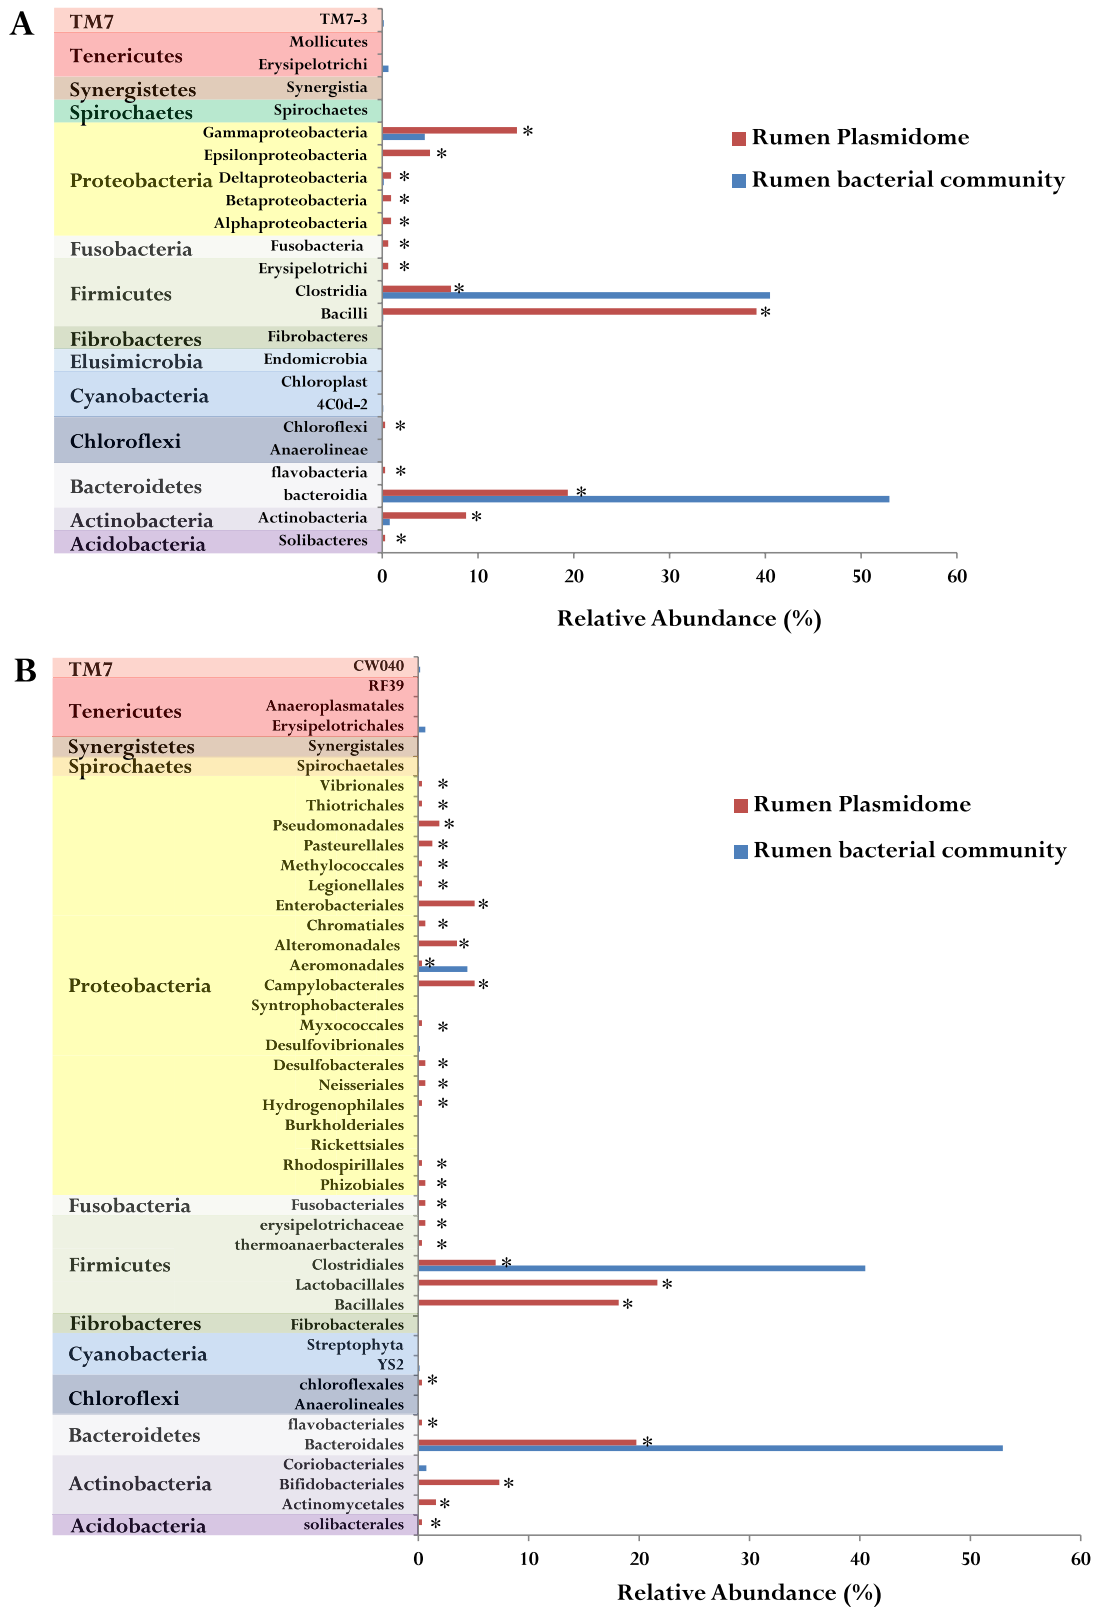 A
TM7 TM7-3
Mollicutes
Tenericutes
Erysipelotrichi
Synergistetes Synergistia
Spirochaetes Spirochaetes
Gammaproteobacteria *
Rumen Plasmidome
Epsilonproteobacteria *
Proteobacteria Deltaproteobacteria *
Rumen bacterial community
Betaproteobacteria *
Alphaproteobacteria *
Fusobacteria Fusobacteria *
Erysipelotrichi *
Firmicutes Clostridia *
Bacilli *
Fibrobacteres Fibrobacteres
Elusimicrobia Endomicrobia
Chloroplast
Cyanobacteria
4C0d-2
Chloroflexi *
Chloroflexi
Anaerolineae
flavobacteria *
Bacteroidetes
bacteroidia *
Actinobacteria Actinobacteria *
Acidobacteria Solibacteres *
0 10 20 30 40 50 60
Relative Abundance (%)
B
TM7 CW040
RF39
Tenericutes Anaeroplasmatales
Erysipelotrichales
Synergistetes Synergistales
Spirochaetes Spirochaetales
Vibrionales *
Thiotrichales *
Rumen Plasmidome
Pseudomonadales *
Pasteurellales *
Rumen bacterial community
Methylococcales *
Legionellales *
Enterobacteriales *
Chromatiales *
Alteromonadales *
Aeromonadales *
Proteobacteria Campylobacterales *
Syntrophobacterales
Myxococcales *
Desulfovibrionales
Desulfobacterales *
Neisseriales *
Hydrogenophilales *
Burkholderiales
Rickettsiales
Rhodospirillales *
Phizobiales *
Fusobacteria Fusobacteriales *
erysipelotrichaceae *
thermoanaerbacterales *
Firmicutes Clostridiales *
Lactobacillales *
Bacillales *
Fibrobacteres Fibrobacterales
Streptophyta
Cyanobacteria
YS2
chloroflexales *
Chloroflexi
Anaerolineales
flavobacteriales *
Bacteroidetes
Bacteroidales *
Coriobacteriales
Actinobacteria Bifidobacteriales *
Actinomycetales *
Acidobacteria solibacterales *
0 10 20 30 40 50 60
Relative Abundance (%)